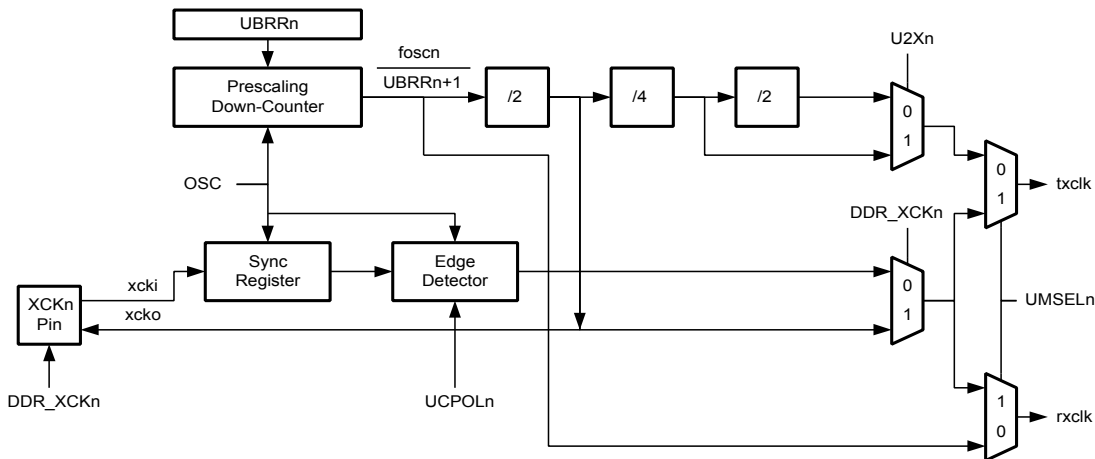 UBRRn
foscn
UBRRn+1
U2Xn
Prescaling
Down-Counter
/2
/4
/2
0
1
OSC
0
1
txclk
DDR_XCKn
Sync
Register
Edge
Detector
xcki
0
1
UMSELn
XCKn
Pin
xcko
DDR_XCKn
UCPOLn
1
0
rxclk